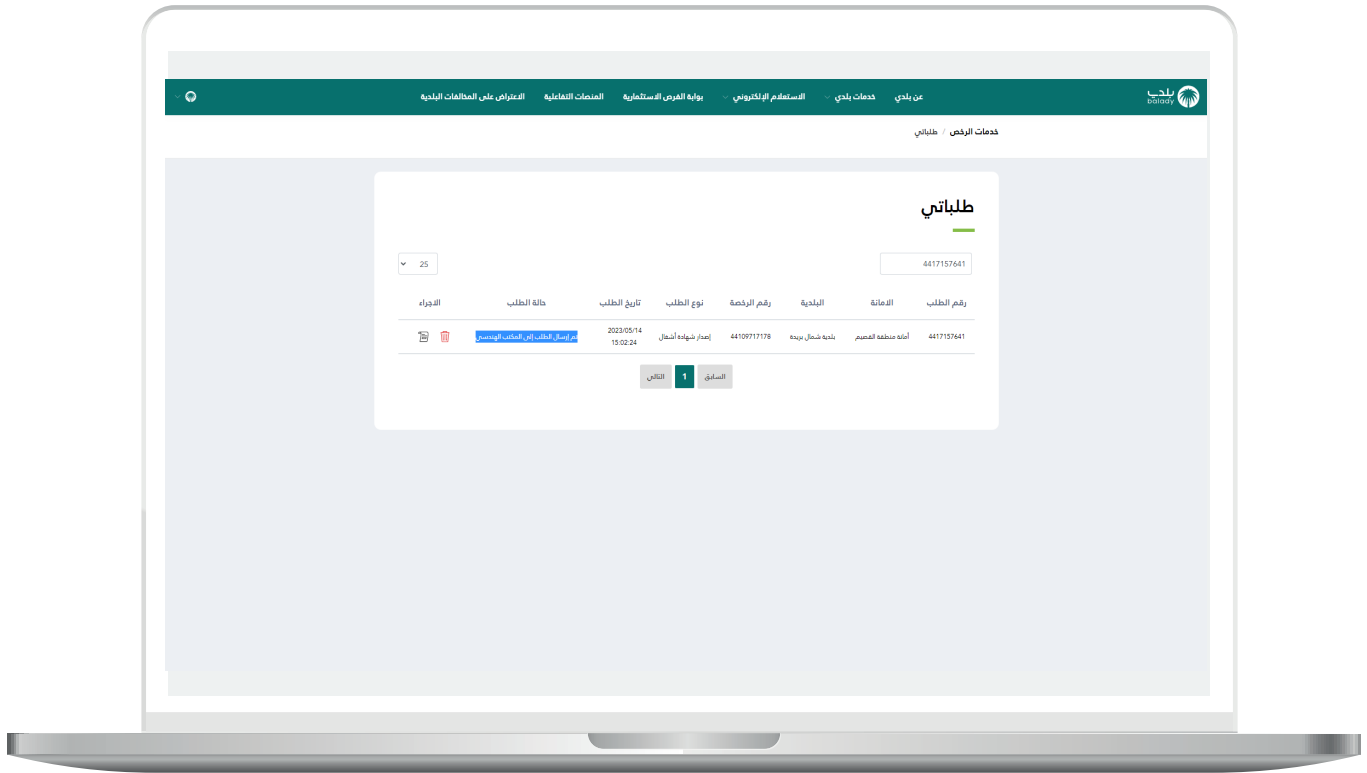 بلدي
balady
عن بلدي خدمات بلدي الاستعلام الإلكتروني بوابة الفرص الاستثمارية المنصات التفاعلية الاعتراض على المخالفات البلدية
خدمات الرخص / طلباتي
طلباتي
4417157641 25
رقم الطلب الامانة البلدية رقم الرخصة نوع الطلب تاريخ الطلب حالة الطلب الاجراء
4417157641 أمانة منطقة القصيم بلدية شمال بريدة 44109717178 إصدار شهادة أشغال 2023/05/14 15:02:24 تم إرسال الطلب إلى المكتب الهندسي
السابق 1 التالي